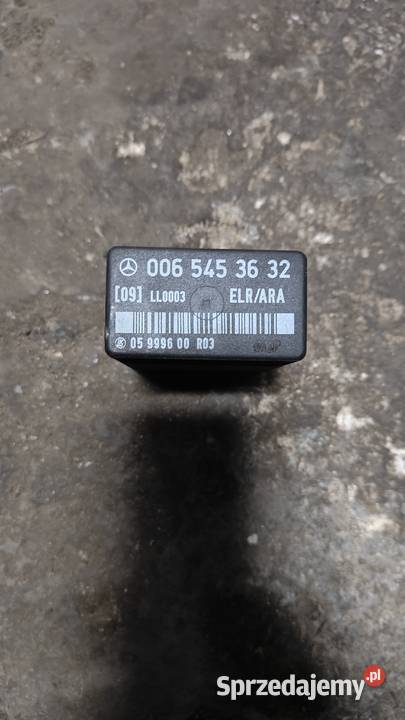 006 545 36 32
[09] LL0003 ELR/ARA
05 9996 00 R03
Sprzedajemy.pl